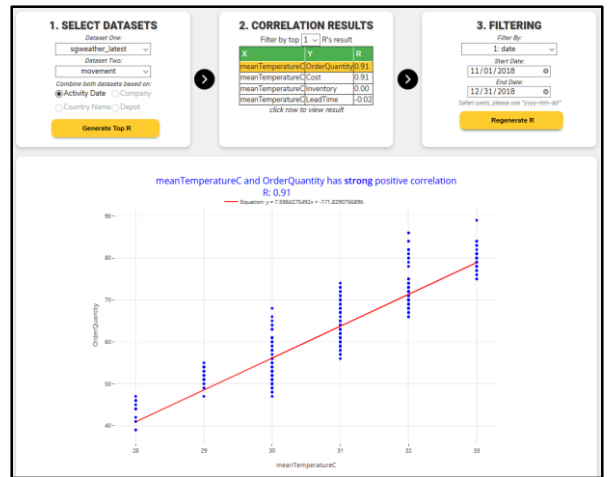 1. SELECT DATASETS
Dataset One:
sgweather_latest
Dataset Two:
movement
Combine both datasets based on:
Activity Date Company
Country Name Depot
Generate Top R
2. CORRELATION RESULTS
Filter by top 1 R's result
X Y R
meanTemperatureC OrderQuantity 0.91
meanTemperatureC Cost 0.91
meanTemperatureC Inventory 0.00
meanTemperatureC LeadTime -0.02
click row to view result
3. FILTERING
Filter By:
1: date
Start Date:
11/01/2018
End Date:
12/31/2018
Safari users, please use "yyyy-mm-dd"
Regenerate R
meanTemperatureC and OrderQuantity has strong positive correlation
R: 0.91
Equation: y =
90
80
70
60
50
40
OrderQuantity
28 29 30 31 32 33
meanTemperatureC